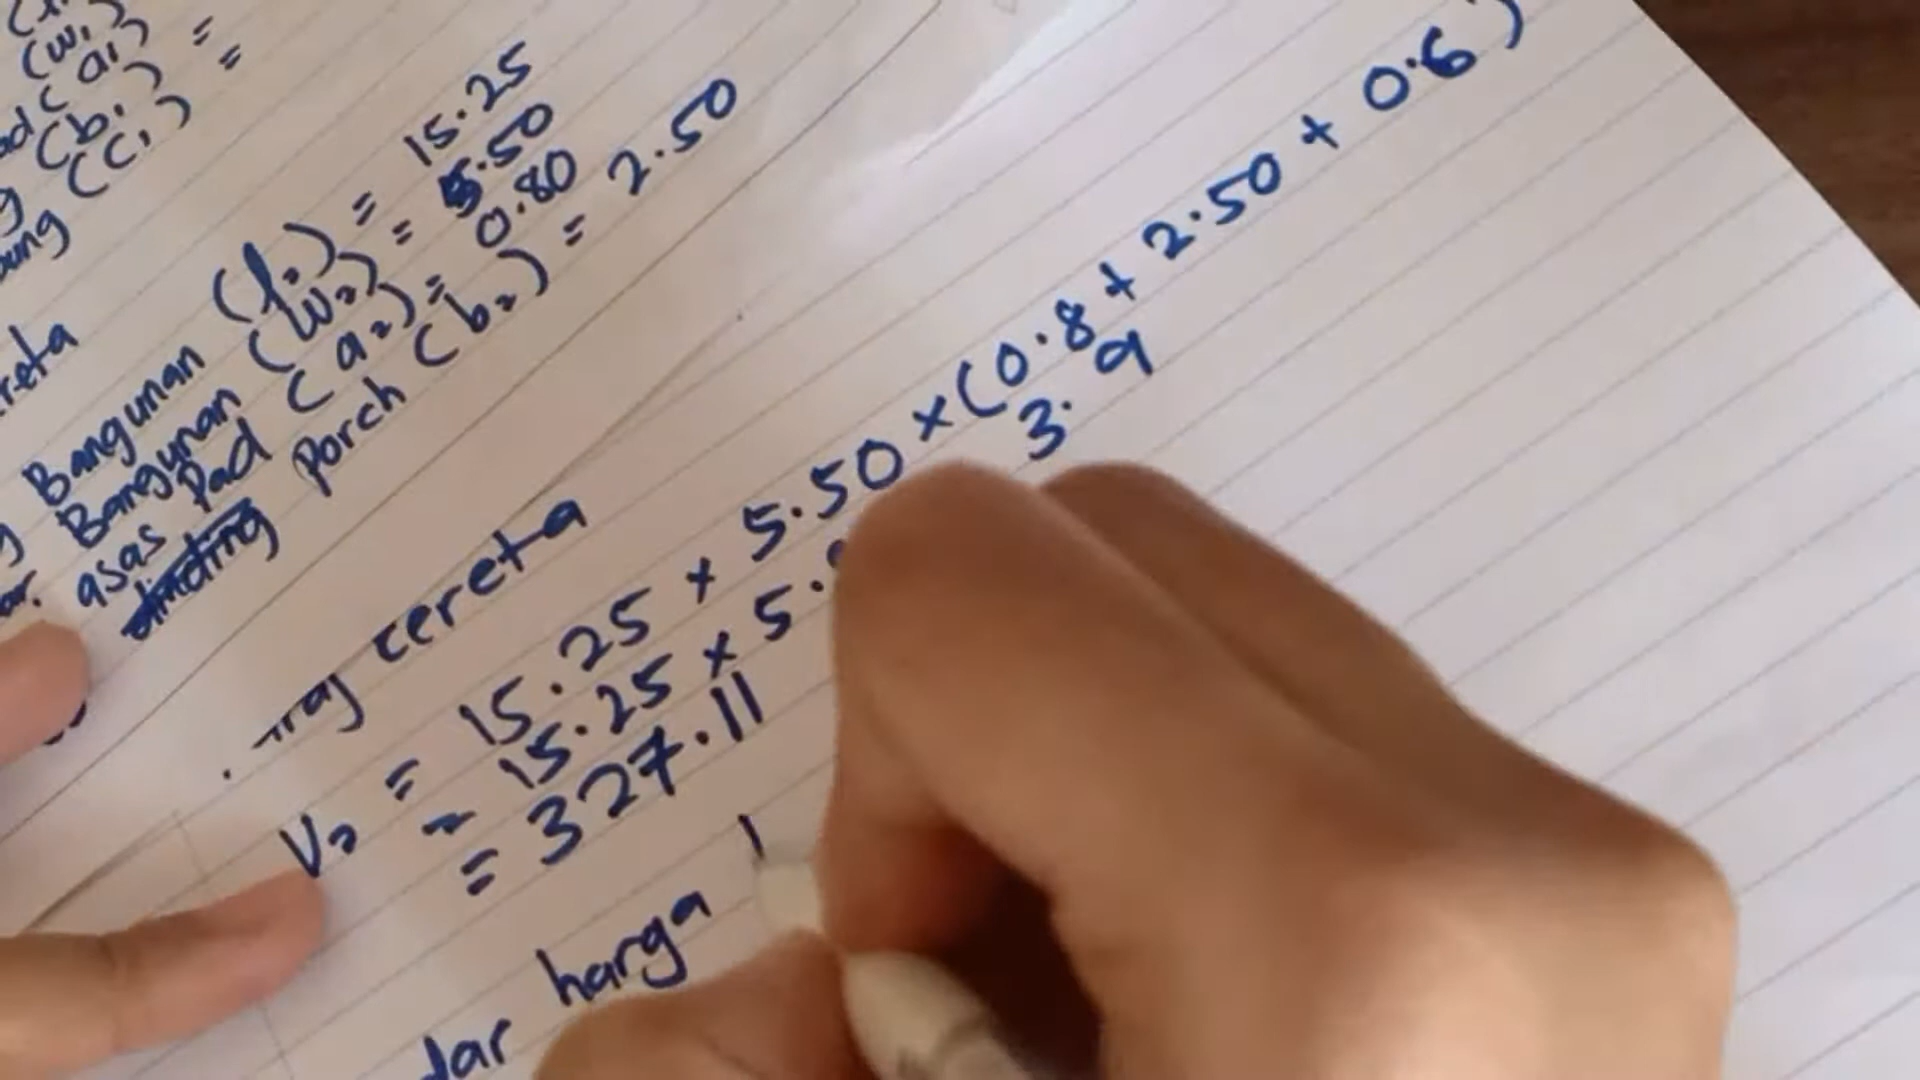 (w₁)
(a₁) =
(b₁) =
(c₁)
Bangunan (l₂) = 15.25
Bangunan (w₂) = 5.50
asas Pad (a₂) = 0.80
dinding Porch (b₂) = 2.50
cereta
V₂ = 15.25 × 5.50 × (0.8 + 2.50 + 0.6)
= 15.25 × 5. 3.9
= 327.11
harga